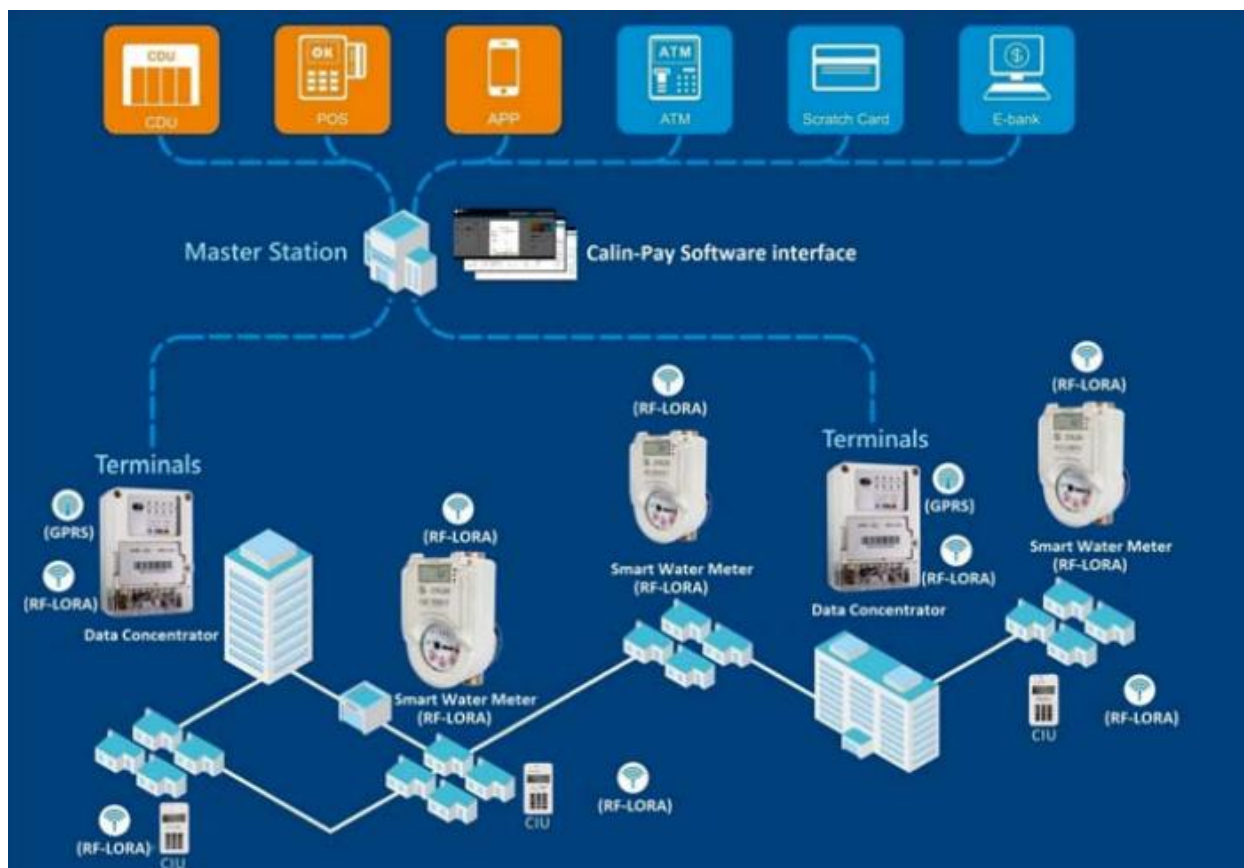 CDU
CDU
OK
POS
APP
ATM
ATM
Scratch Card
$
E-bank
Master Station
Calin-Pay Software interface
(RF-LORA)
(RF-LORA)
Terminals
Terminals
(GPRS)
(RF-LORA)
Data Concentrator
(RF-LORA)
Smart Water Meter
(RF-LORA)
Smart Water Meter
(RF-LORA)
(GPRS)
(RF-LORA)
Data Concentrator
Smart Water Meter
(RF-LORA)
(RF-LORA)
CIU
(RF-LORA)
CIU
(RF-LORA)
CIU